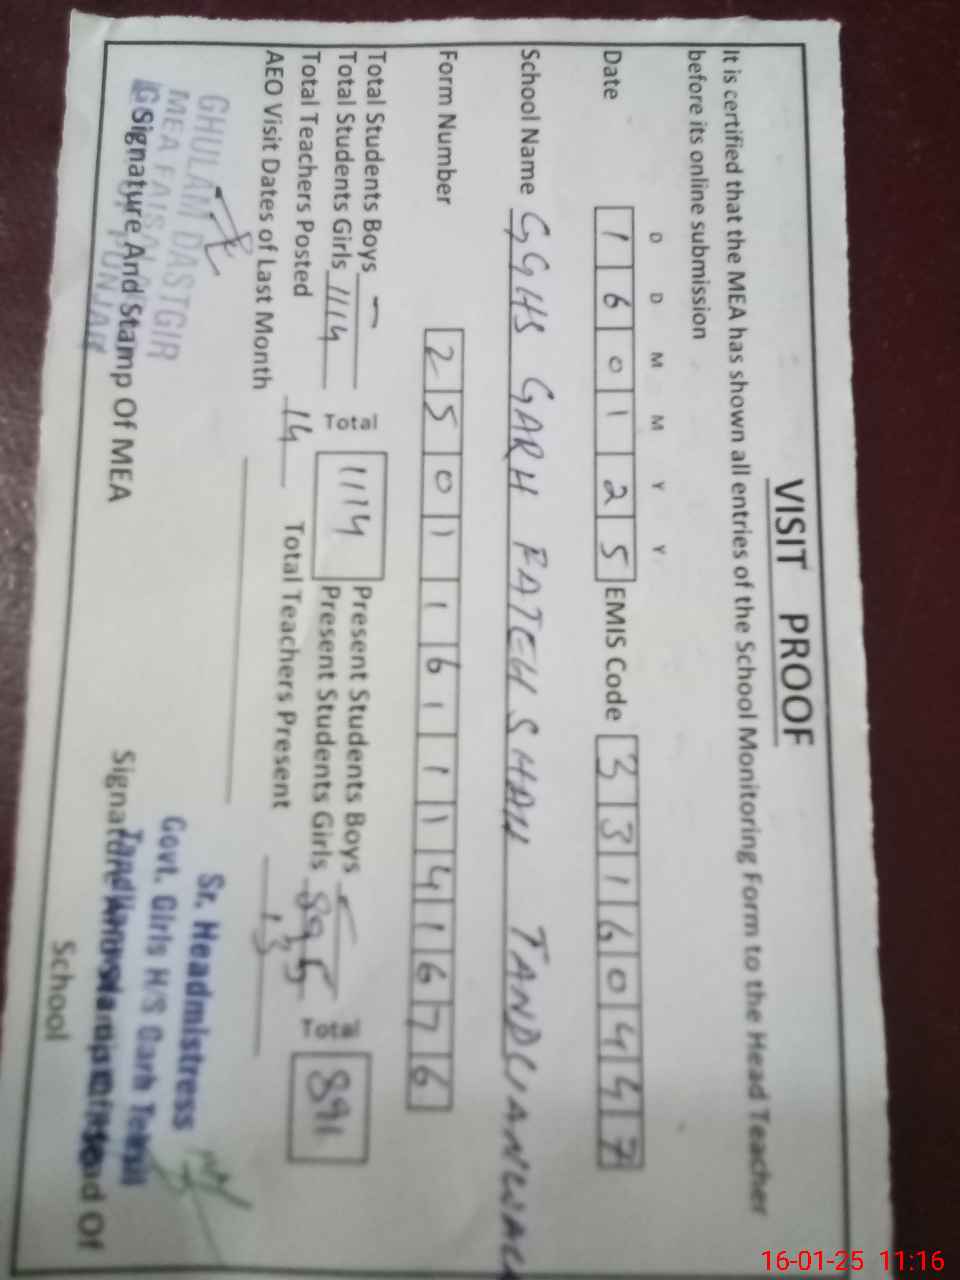 VISIT PROOF
It is certified that the MEA has shown all entries of the School Monitoring Form to the Head Teacher
before its online submission
D D M M Y Y
Date 1 6 0 1 2 5 EMIS Code 3 3 1 6 0 4 4 7
School Name GGHS GARH FATEH SHAH TANDLIANWALA
Form Number 2 5 0 1 1 6 1 1 1 4 1 6 7 6
Total Students Boys — Total 1114 Present Students Boys — Total 891
Total Students Girls 1114 Present Students Girls
Total Teachers Posted 14 Total Teachers Present 13
AEO Visit Dates of Last Month
GHULAM DASTGIR
MEA
PUNJAB
Signature And Stamp Of MEA
Sr. Headmistress
Govt. Girls H/S Garh
Signature And Stamp Of Head Of
School
16-01-25 11:16